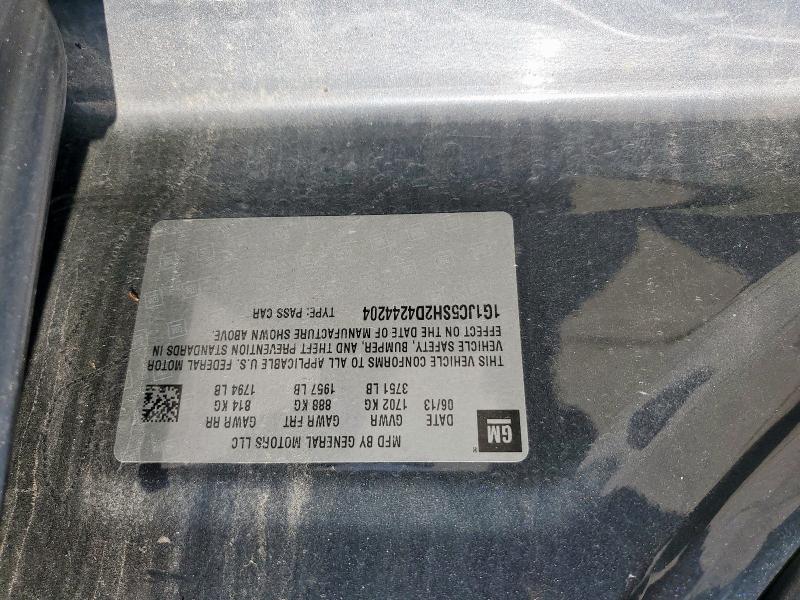 MFD BY GENERAL MOTORS LLC
GM
®
DATE GVWR GAWR FRT GAWR RR
06/13 1702 KG 888 KG 814 KG
3751 LB 1957 LB 1794 LB
THIS VEHICLE CONFORMS TO ALL APPLICABLE U.S. FEDERAL MOTOR
VEHICLE SAFETY, BUMPER, AND THEFT PREVENTION STANDARDS IN
EFFECT ON THE DATE OF MANUFACTURE SHOWN ABOVE.
1G1JC5SH2D4244204 TYPE: PASS CAR